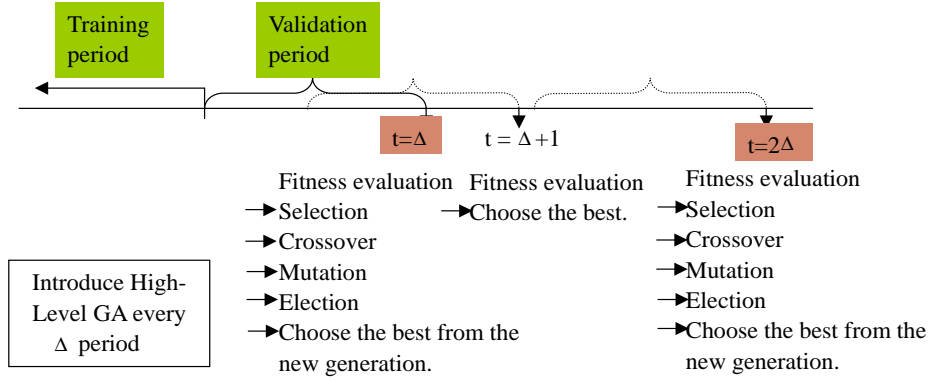 Training
period
Validation
period
t=Δ
t = Δ+1
t=2Δ
Fitness evaluation
Selection
Crossover
Mutation
Election
Choose the best from the
new generation.
Fitness evaluation
Choose the best.
Fitness evaluation
Selection
Crossover
Mutation
Election
Choose the best from the
new generation.
Introduce High-
Level GA every
Δ period